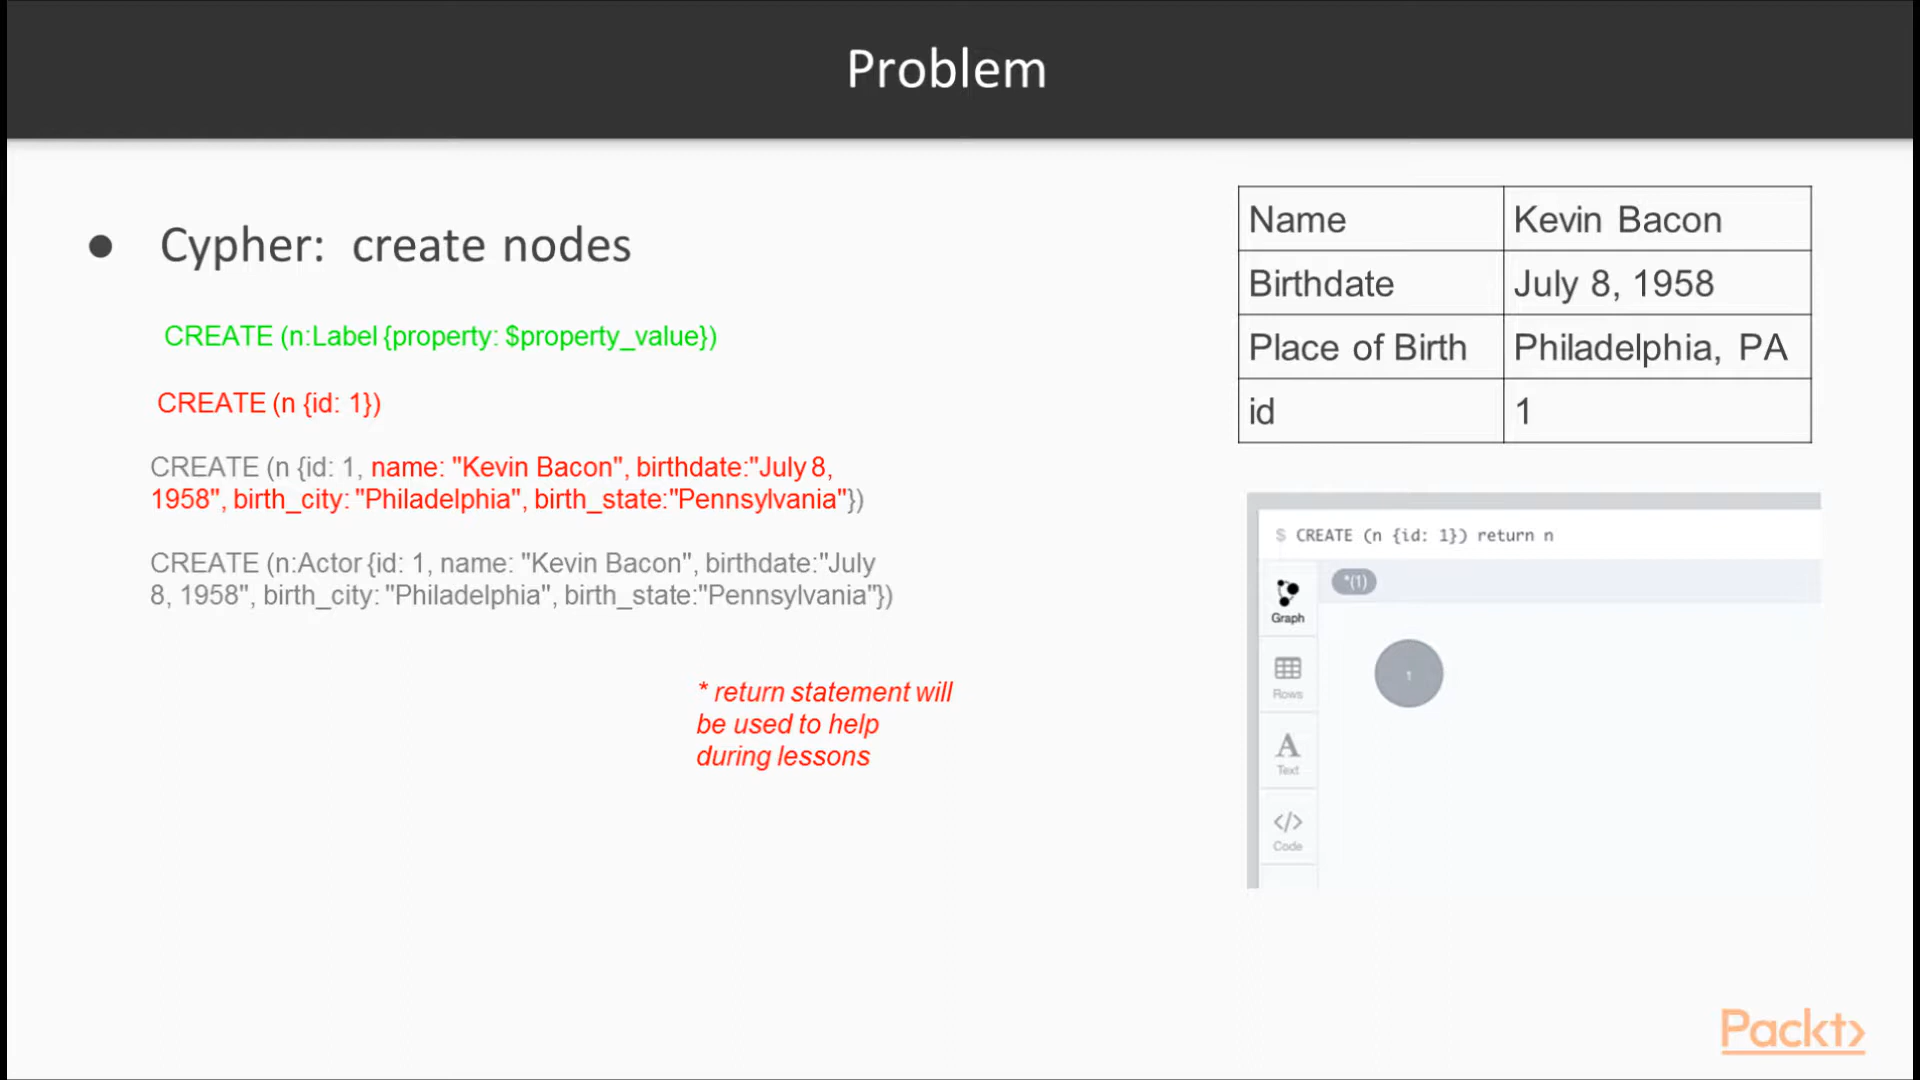 Problem
● Cypher: create nodes
CREATE (n:Label {property: $property_value})
CREATE (n {id: 1})
CREATE (n {id: 1, name: "Kevin Bacon", birthdate:"July 8,
1958", birth_city: "Philadelphia", birth_state:"Pennsylvania"})
CREATE (n:Actor {id: 1, name: "Kevin Bacon", birthdate:"July
8, 1958", birth_city: "Philadelphia", birth_state:"Pennsylvania"})
* return statement will
be used to help
during lessons
Name Kevin Bacon
Birthdate July 8, 1958
Place of Birth Philadelphia, PA
id 1
$ CREATE (n {id: 1}) return n
*(1)
Graph
1
Rows
A
Text
</>
Code
Packt>